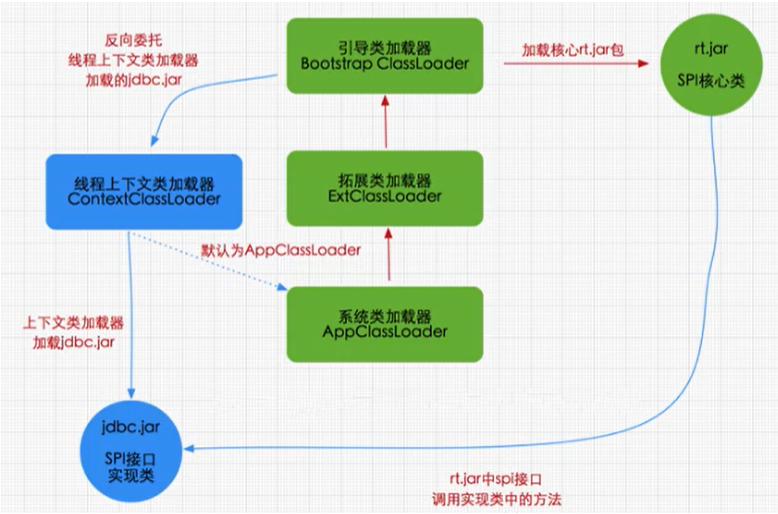 反向委托
线程上下文类加载器
加载的jdbc.jar
引导类加载器
Bootstrap ClassLoader
加载核心rt.jar包
rt.jar
SPI核心类
线程上下文类加载器
ContextClassLoader
拓展类加载器
ExtClassLoader
默认为AppClassLoader
系统类加载器
AppClassLoader
上下文类加载器
加载jdbc.jar
jdbc.jar
SPI接口
实现类
rt.jar中spi接口
调用实现类中的方法